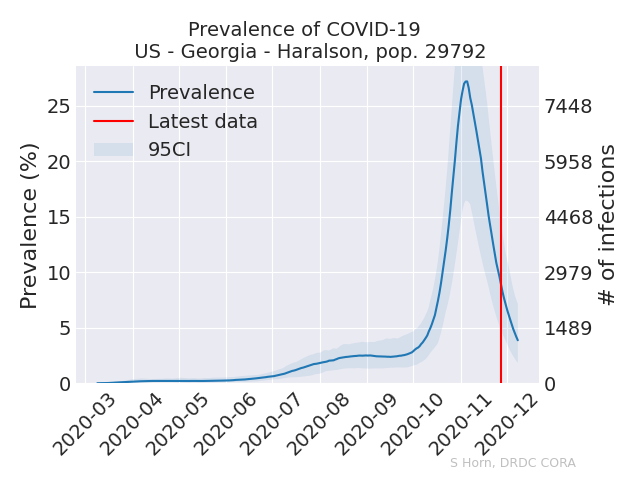 Prevalence of COVID-19
US - Georgia - Haralson, pop. 29792
Prevalence
Latest data
95CI
Prevalence (%)
25
20
15
10
5
0
7448
5958
4468
2979
1489
0
# of infections
2020-03
2020-04
2020-05
2020-06
2020-07
2020-08
2020-09
2020-10
2020-11
2020-12
S Horn, DRDC CORA